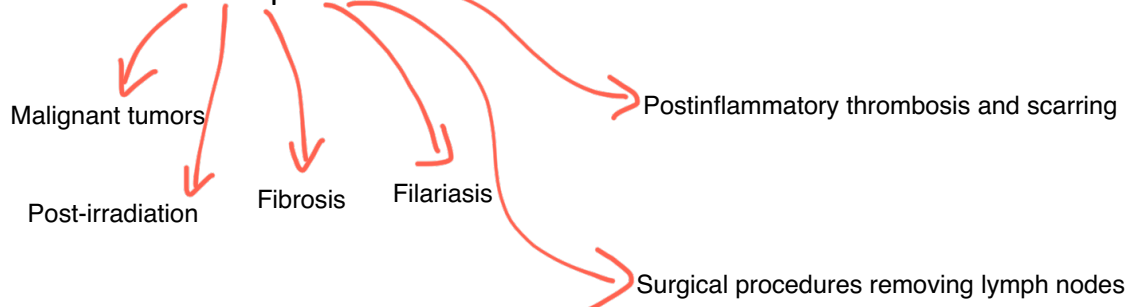 Malignant tumors
Postinflammatory thrombosis and scarring
Post-irradiation
Fibrosis
Filariasis
Surgical procedures removing lymph nodes